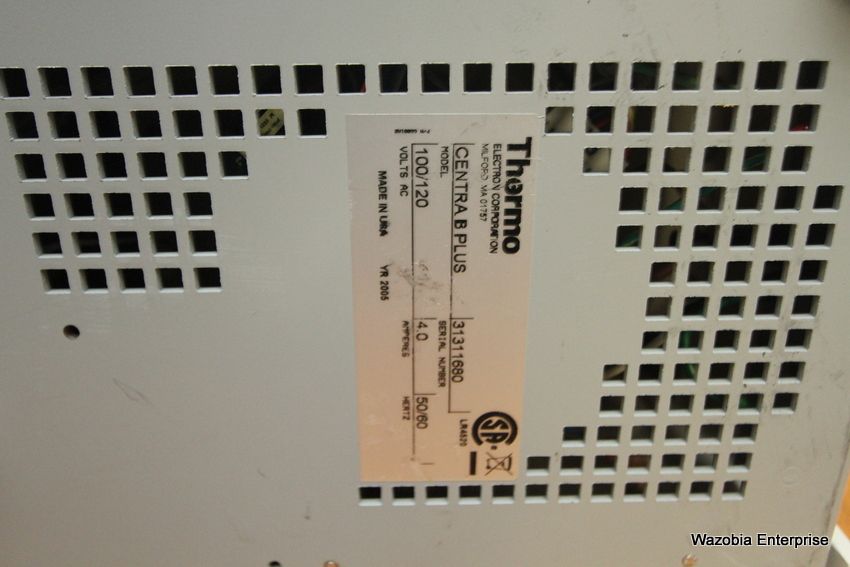 Thermo
ELECTRON CORPORATION
MILFORD MA 01757
CENTRA B PLUS 31311680
MODEL SERIAL NUMBER LR4520
100/120 4.0 50/60
VOLTS AC AMPERES HERTZ
MADE IN USA YR 2005
Wazobia Enterprise